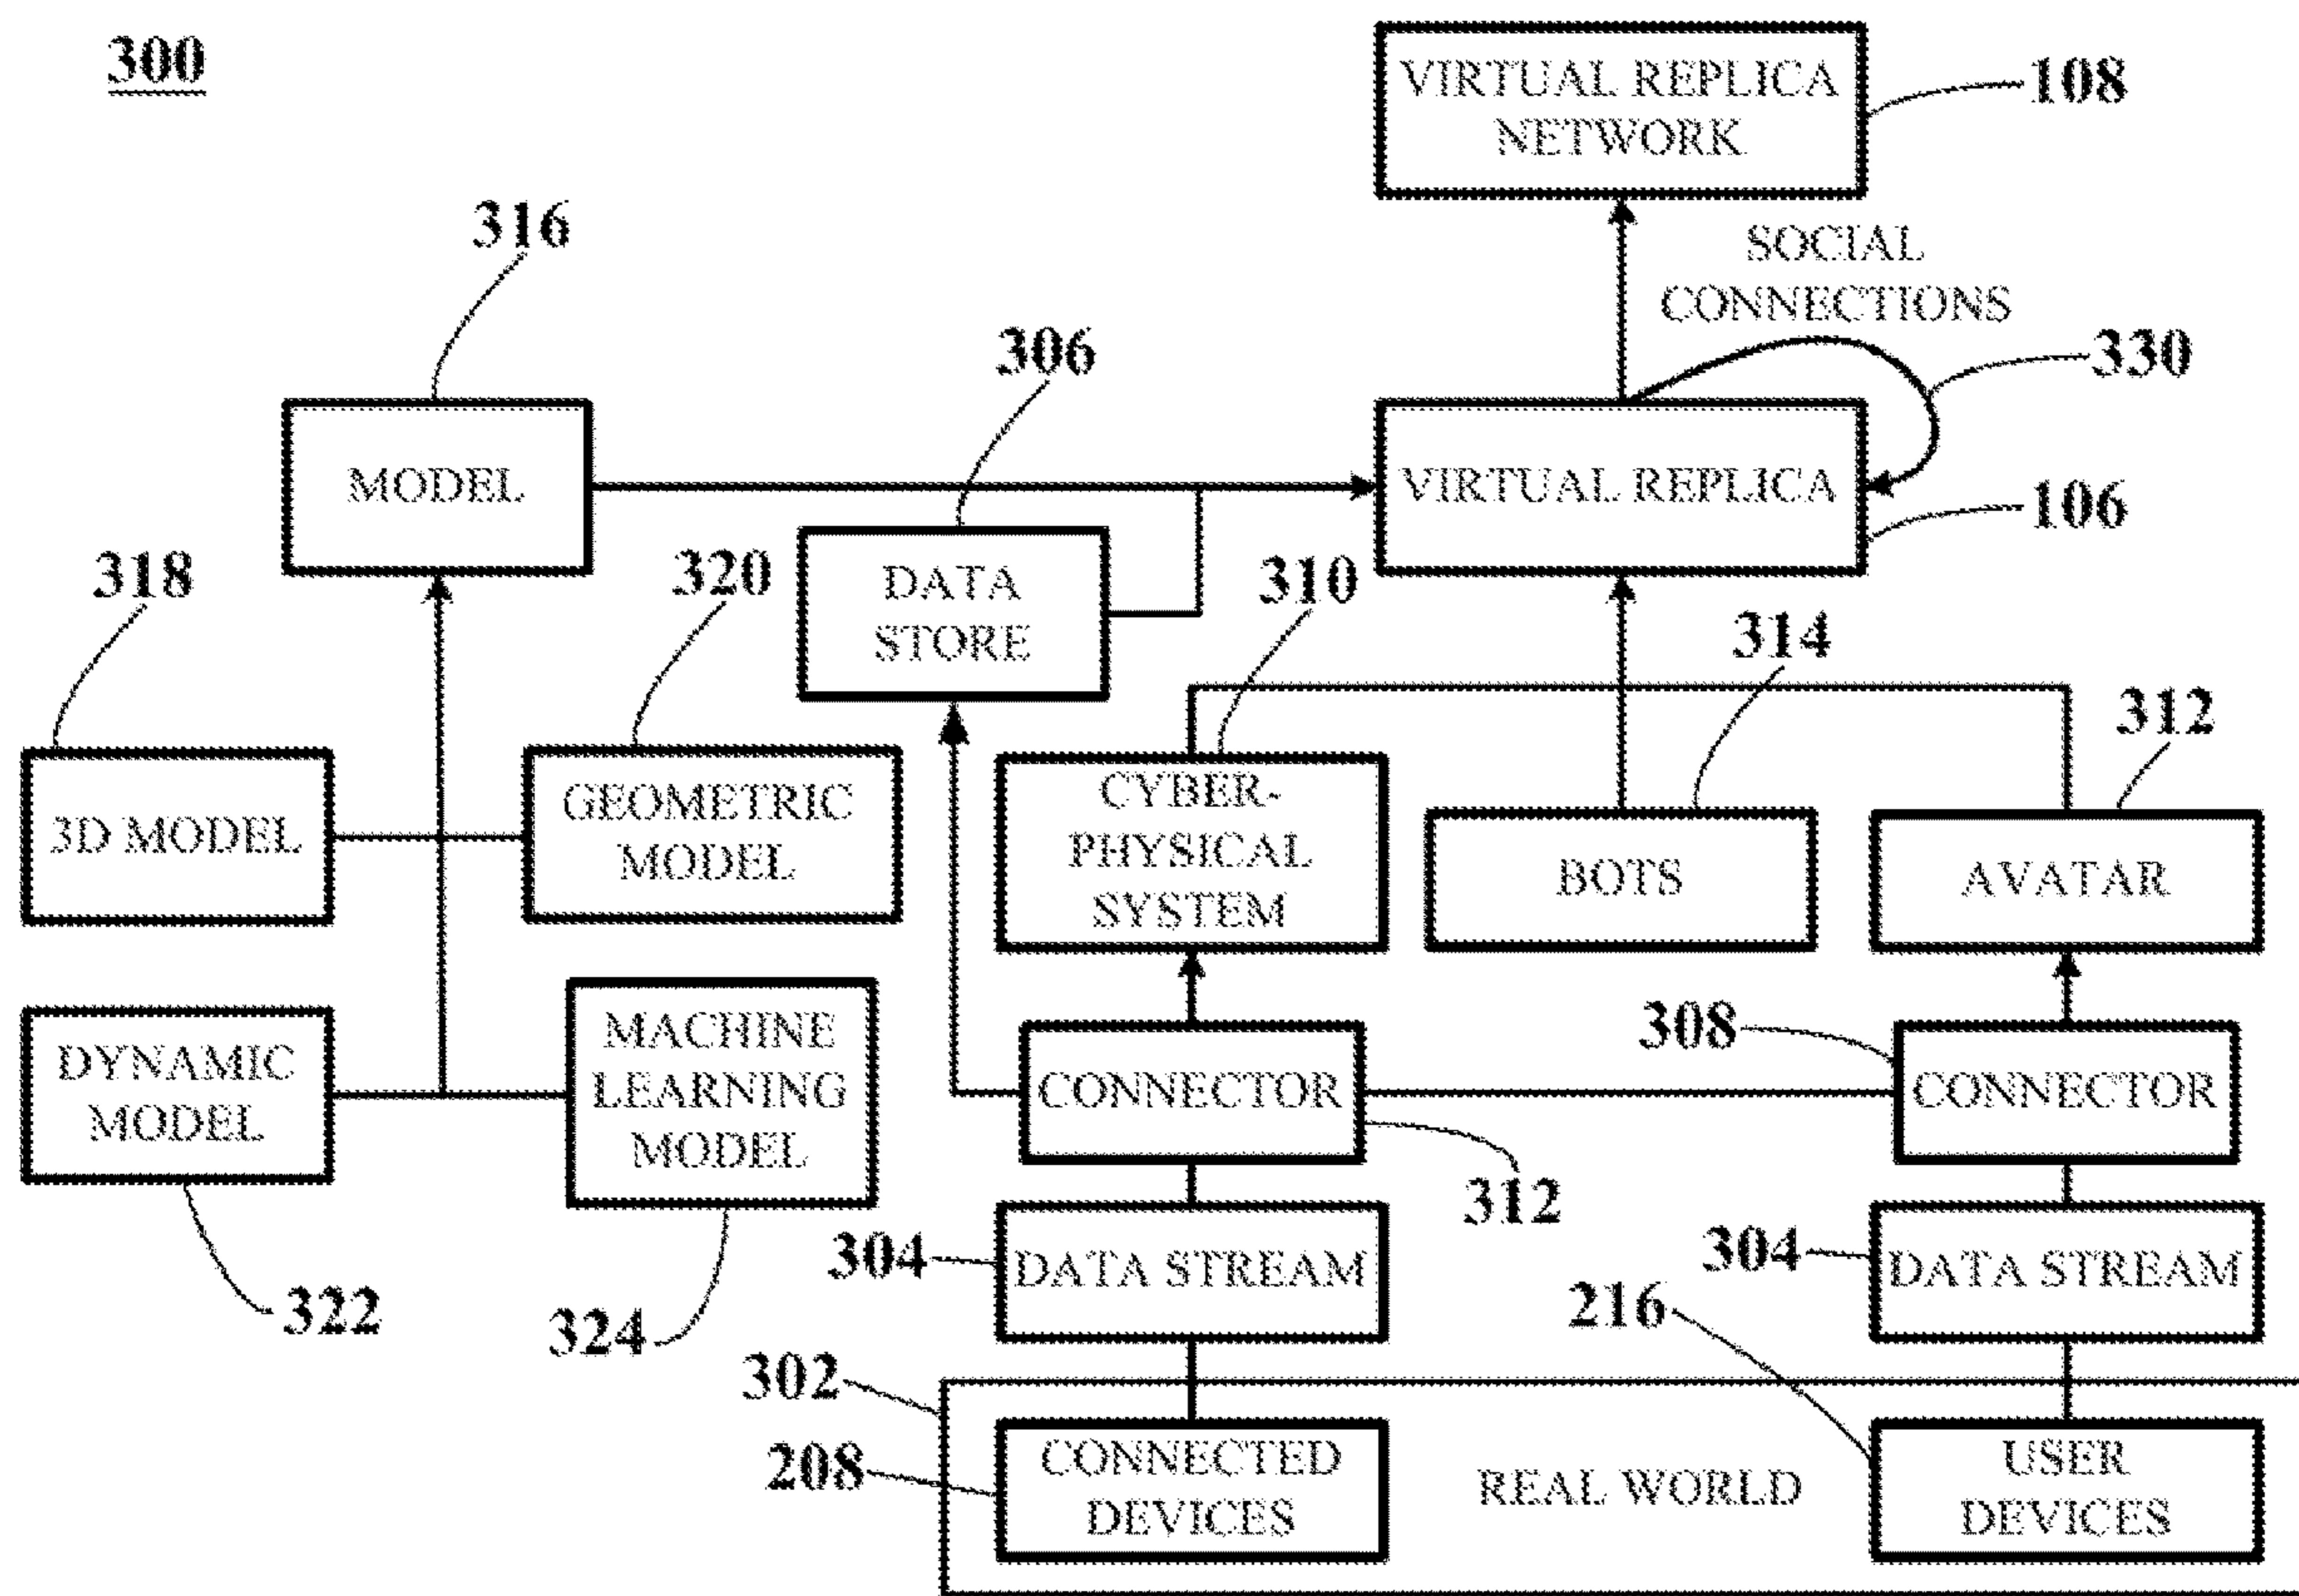 300
VIRTUAL REPLICA
NETWORK
108
316
SOCIAL
CONNECTIONS
306
330
MODEL
VIRTUAL REPLICA
106
318
320
DATA
STORE
310
314
312
3D MODEL
GEOMETRIC
MODEL
CYBER-
PHYSICAL
SYSTEM
BOTS
AVATAR
DYNAMIC
MODEL
MACHINE
LEARNING
MODEL
CONNECTOR
308
CONNECTOR
312
322
324
304
DATA STREAM
304
DATA STREAM
216
302
208
CONNECTED
DEVICES
REAL WORLD
USER
DEVICES